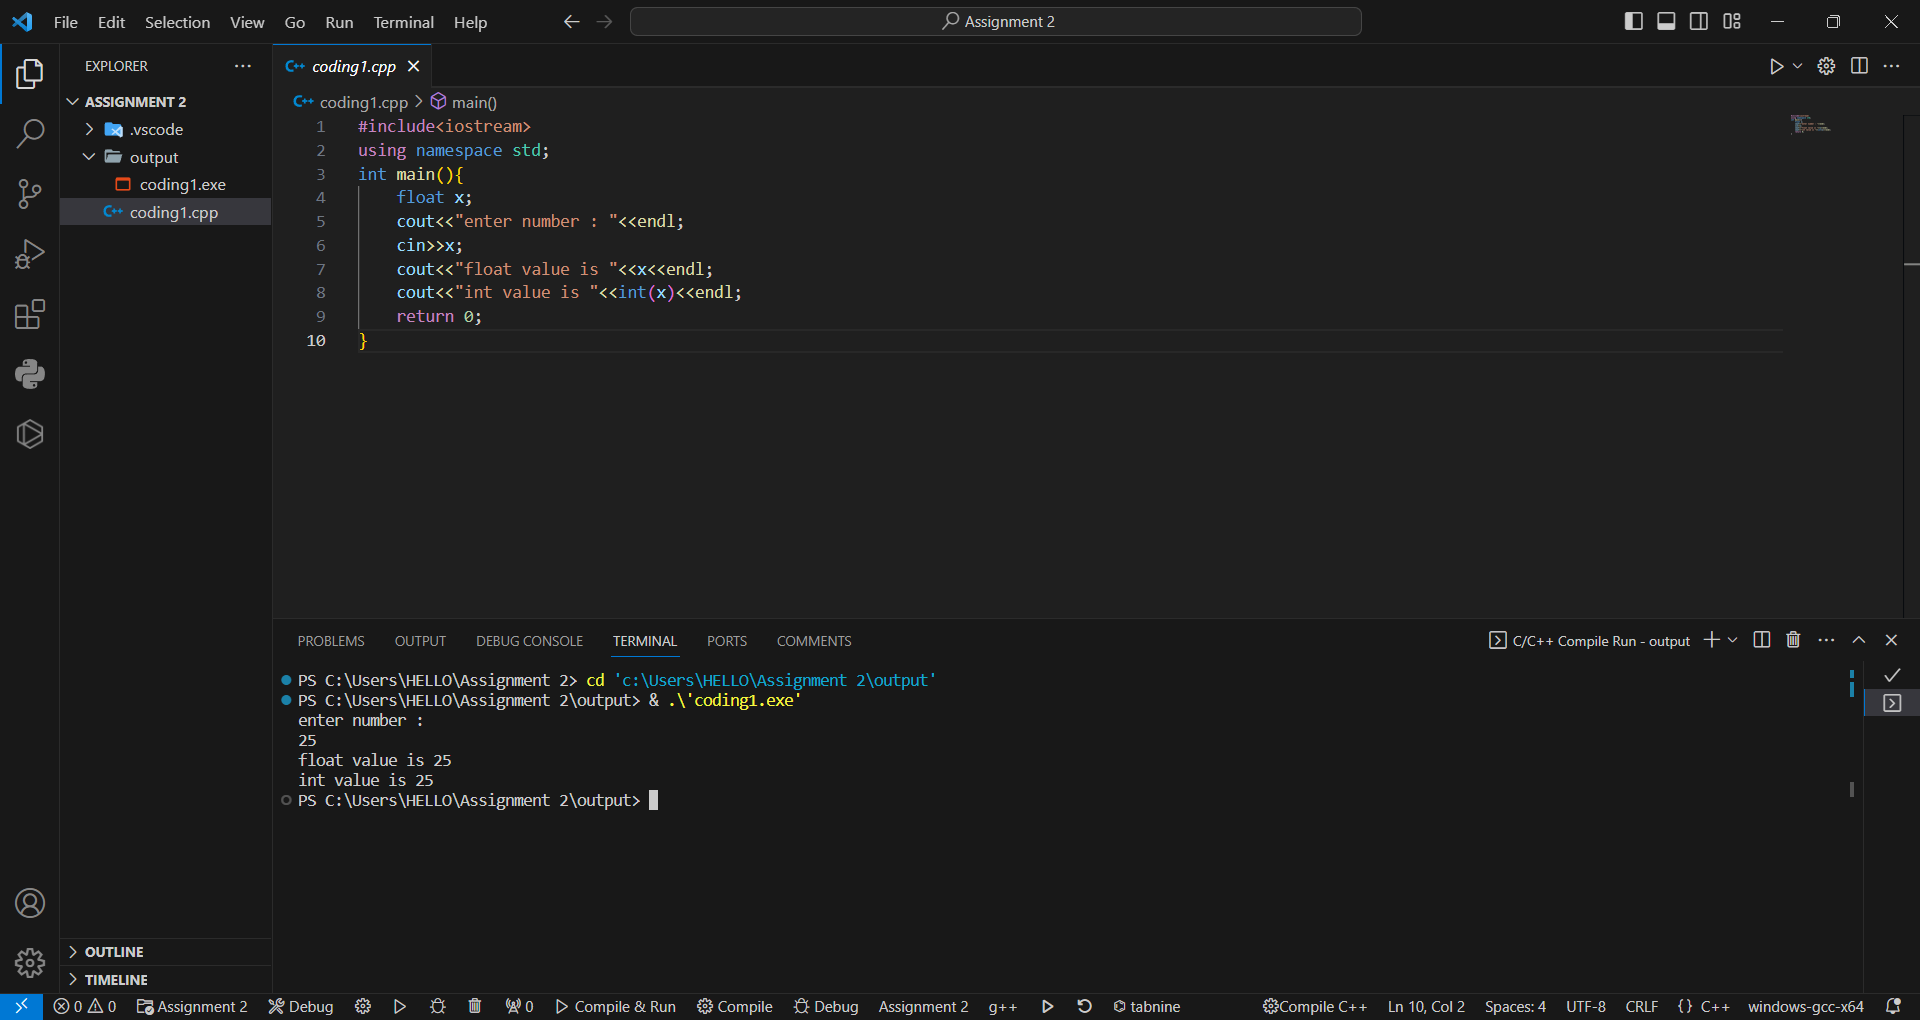 File Edit Selection View Go Run Terminal Help
Assignment 2
EXPLORER
ASSIGNMENT 2
.vscode
output
coding1.exe
C++ coding1.cpp
OUTLINE
TIMELINE
C++ coding1.cpp
C++ coding1.cpp > main()
1 #include<iostream>
2 using namespace std;
3 int main(){
4 float x;
5 cout<<"enter number : "<<endl;
6 cin>>x;
7 cout<<"float value is "<<x<<endl;
8 cout<<"int value is "<<int(x)<<endl;
9 return 0;
10 }
PROBLEMS OUTPUT DEBUG CONSOLE TERMINAL PORTS COMMENTS
C/C++ Compile Run - output
PS C:\Users\HELLO\Assignment 2> cd 'c:\Users\HELLO\Assignment 2\output'
PS C:\Users\HELLO\Assignment 2\output> & .\'coding1.exe'
enter number :
25
float value is 25
int value is 25
PS C:\Users\HELLO\Assignment 2\output>
0 0 Assignment 2 Debug 0 Compile & Run Compile Debug Assignment 2 g++ tabnine Compile C++ Ln 10, Col 2 Spaces: 4 UTF-8 CRLF {} C++ windows-gcc-x64